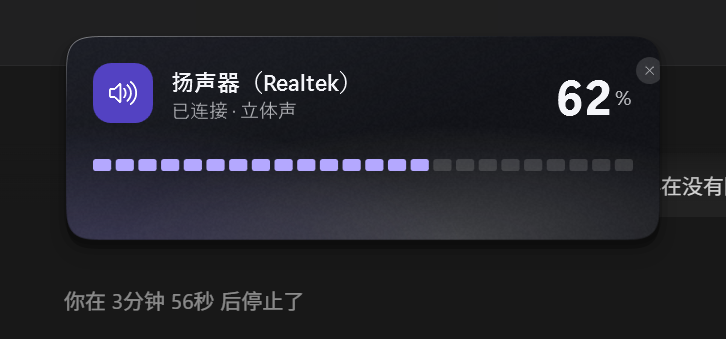 扬声器（Realtek）
已连接 · 立体声
62%
在没有
你在 3分钟 56秒 后停止了